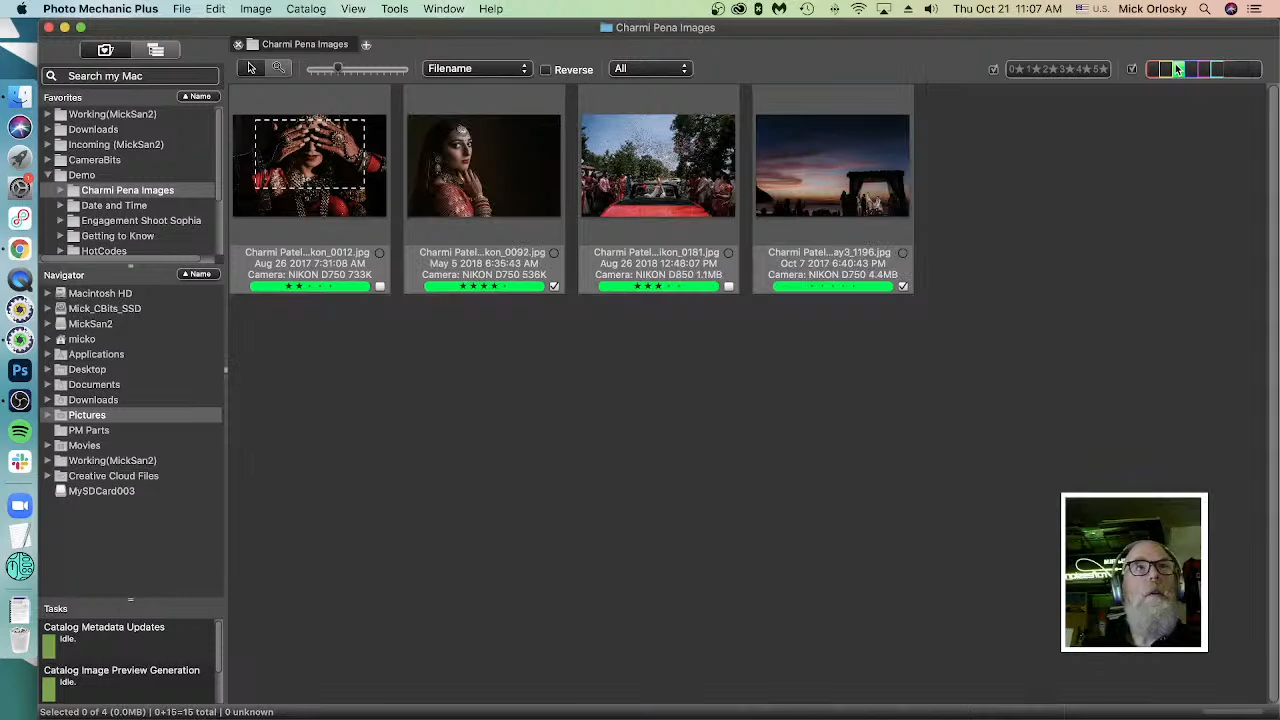 Photo Mechanic Plus File Edit Image Catalog View Tools Window Help Thu Oct 21 11:07 AM Mick Orlosky
Charmi Pena Images
Charmi Pena Images
Search my Mac
Filename
Reverse
All
0★1★2★3★4★5★
Favorites
Name
Working(MickSan2)
Downloads
Incoming (MickSan2)
CameraBits
Demo
Charmi Pena Images
Date and Time
Engagement Shoot Sophia
Getting to Know
HotCodes
Navigator
Name
Macintosh HD
Mick_CBits_SSD
MickSan2
micko
Applications
Desktop
Documents
Downloads
Pictures
PM Parts
Movies
Working(MickSan2)
Creative Cloud Files
MySDCard003
Tasks
Catalog Metadata Updates
Idle.
Catalog Image Preview Generation
Idle.
Charmi Patel...kon_0012.jpg
Aug 26 2017 7:31:08 AM
Camera: NIKON D750 733K
Charmi Patel...kon_0092.jpg
May 5 2018 6:35:43 AM
Camera: NIKON D750 536K
Charmi Patel...ikon_0181.jpg
Aug 26 2018 12:48:07 PM
Camera: NIKON D850 1.1MB
Charmi Patel...ay3_1196.jpg
Oct 7 2017 6:40:43 PM
Camera: NIKON D750 4.4MB
Selected 0 of 4 (0.0MB) | 0+15=15 total | 0 unknown
Ps